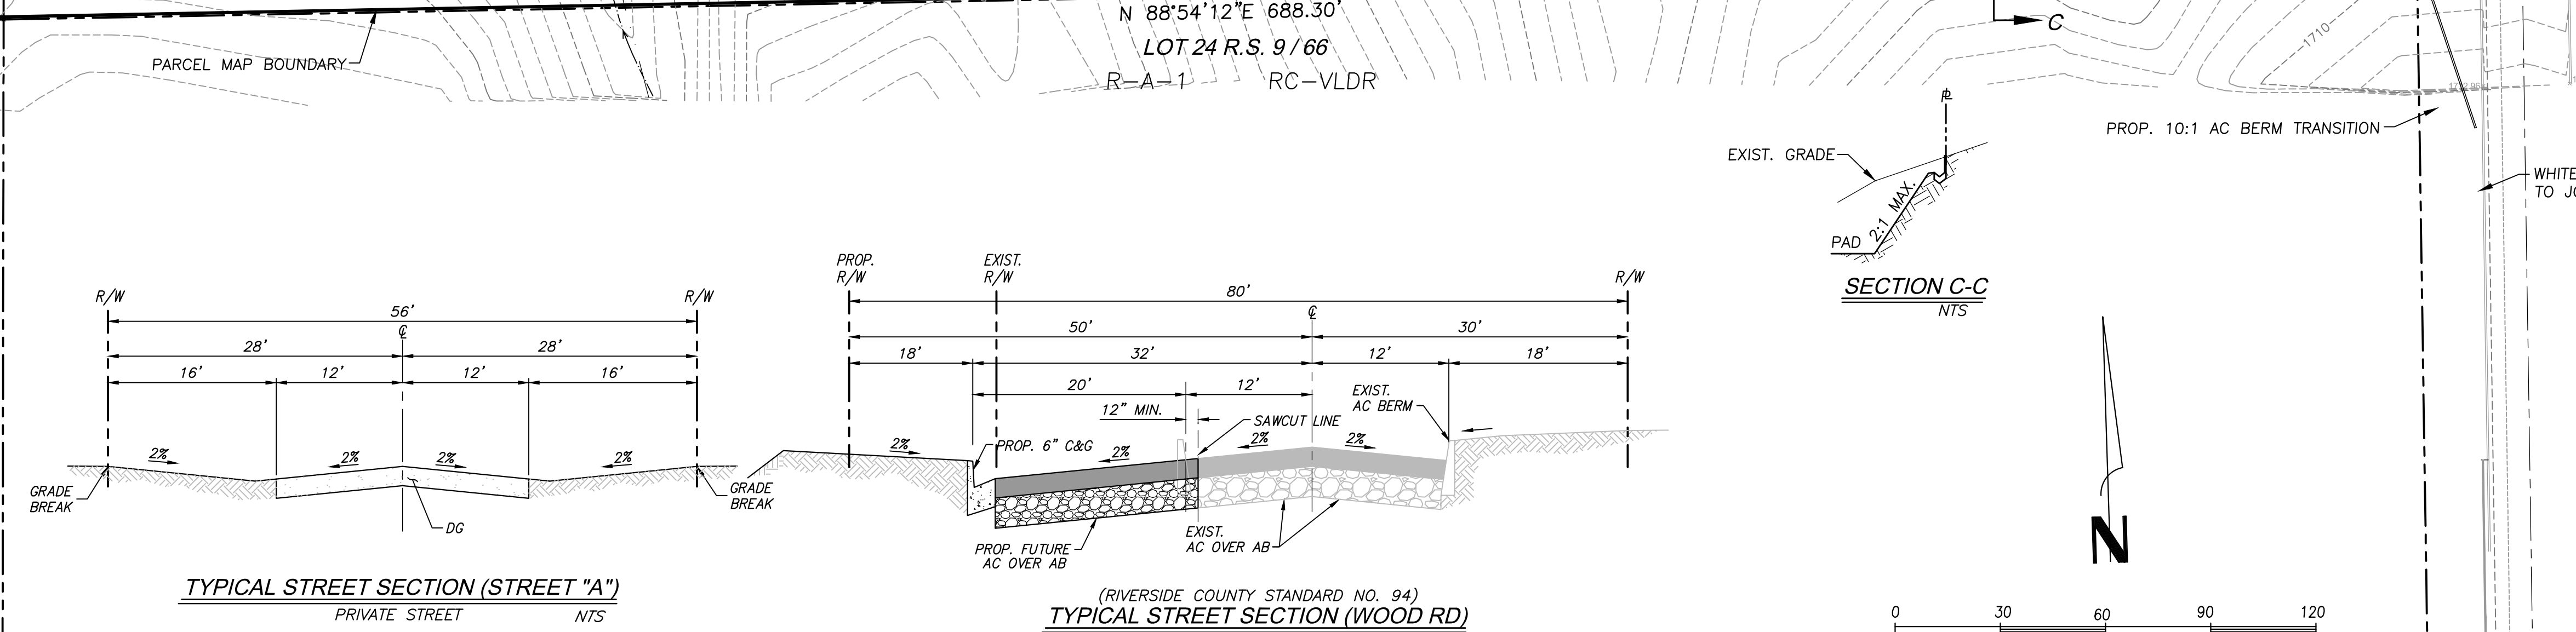 N 88°54'12"E 688.30'
LOT 24 R.S. 9 / 66
R-A-1 RC-VLDR
PARCEL MAP BOUNDARY
C
1710
PROP. 10:1 AC BERM TRANSITION
WHITE
TO JO
EXIST. GRADE
2:1 MAX.
PAD
SECTION C-C
NTS
R/W R/W
56'
℄
28' 28'
16' 12' 12' 16'
2% 2% 2% 2%
GRADE
BREAK
GRADE
BREAK
DG
TYPICAL STREET SECTION (STREET "A")
PRIVATE STREET NTS
PROP.
R/W
EXIST.
R/W
R/W
80'
℄
50' 30'
18' 32' 12' 18'
20' 12'
12" MIN.
SAWCUT LINE
EXIST.
AC BERM
PROP. 6" C&G
2% 2% 2% 2%
PROP. FUTURE
AC OVER AB
EXIST.
AC OVER AB
(RIVERSIDE COUNTY STANDARD NO. 94)
TYPICAL STREET SECTION (WOOD RD)
N
0 30 60 90 120